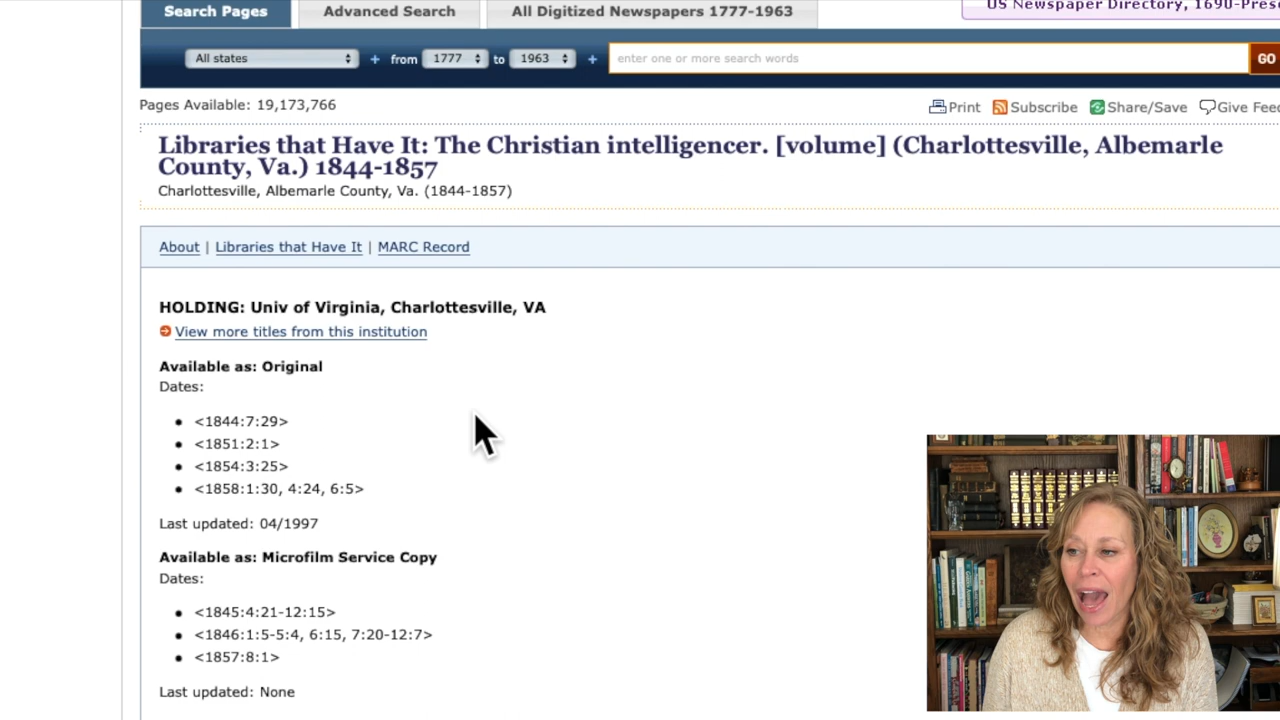 Search Pages
Advanced Search
All Digitized Newspapers 1777-1963
US Newspaper Directory, 1690-Prese
All states + from 1777 to 1963 + enter one or more search words GO
Pages Available: 19,173,766
Print Subscribe Share/Save Give Feed
Libraries that Have It: The Christian intelligencer. [volume] (Charlottesville, Albemarle
County, Va.) 1844-1857
Charlottesville, Albemarle County, Va. (1844-1857)
About | Libraries that Have It | MARC Record
HOLDING: Univ of Virginia, Charlottesville, VA
View more titles from this institution
Available as: Original
Dates:
• <1844:7:29>
• <1851:2:1>
• <1854:3:25>
• <1858:1:30, 4:24, 6:5>
Last updated: 04/1997
Available as: Microfilm Service Copy
Dates:
• <1845:4:21-12:15>
• <1846:1:5-5:4, 6:15, 7:20-12:7>
• <1857:8:1>
Last updated: None